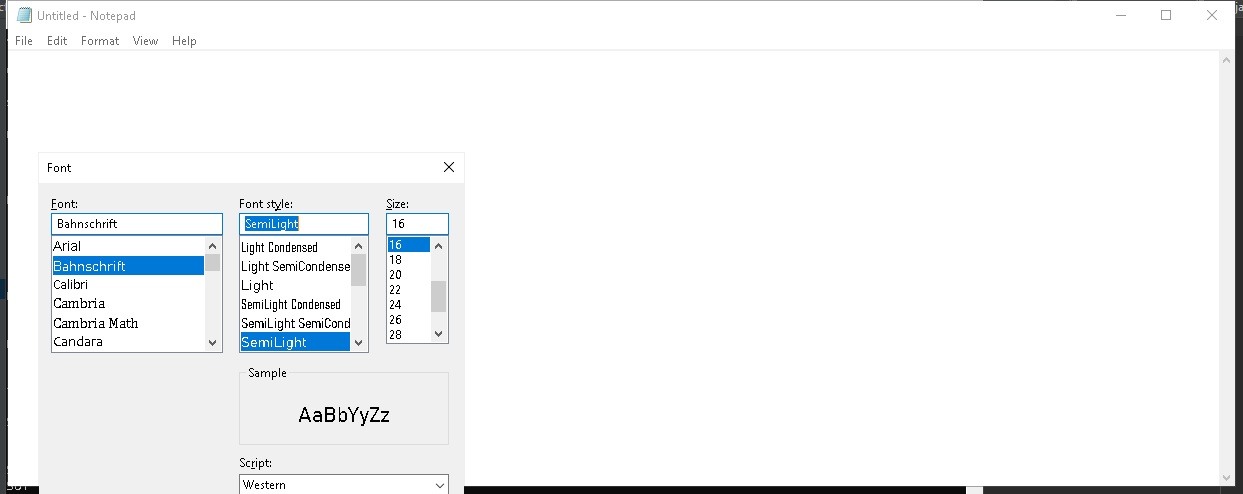 Untitled - Notepad
File Edit Format View Help
Font
Font: Font style: Size:
Bahnschrift SemiLight 16
Arial
Bahnschrift
Calibri
Cambria
Cambria Math
Candara
Light Condensed
Light SemiCondense
Light
SemiLight Condensed
SemiLight SemiCond
SemiLight
16
18
20
22
24
26
28
Sample
AaBbYyZz
Script:
Western